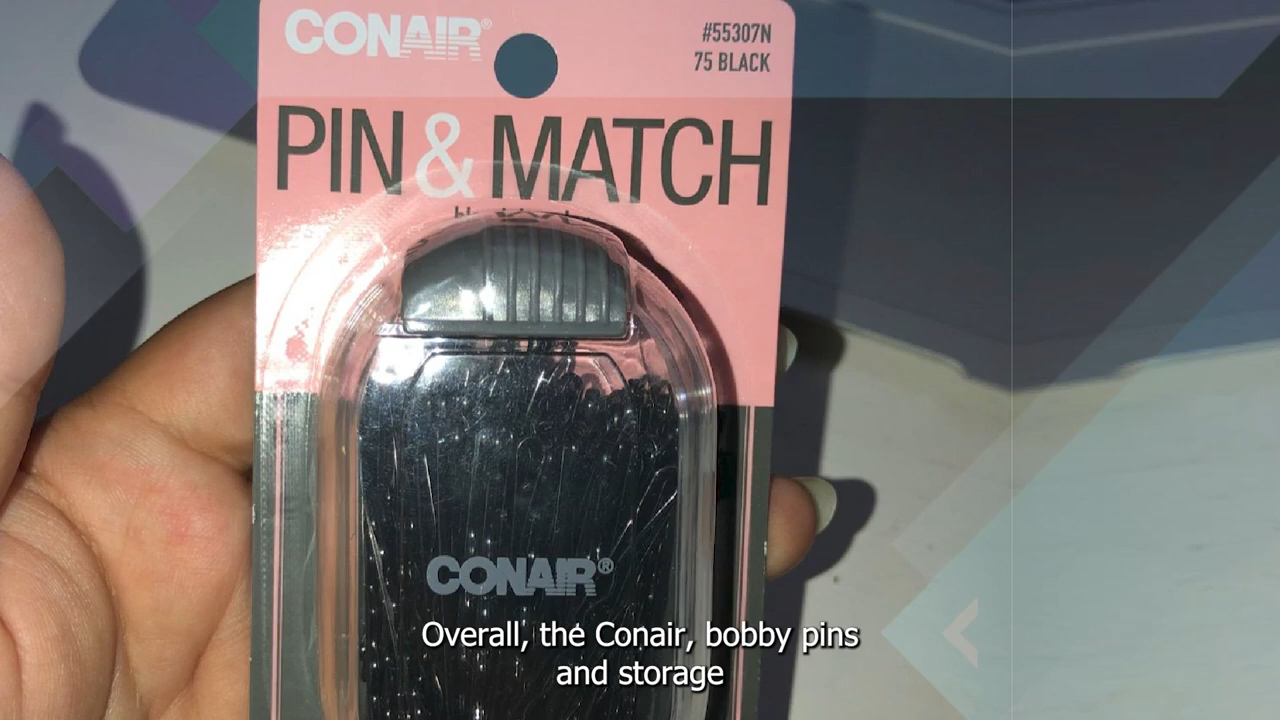 CONAIR®
#55307N
75 BLACK
PIN & MATCH
CONAIR®
Overall, the Conair, bobby pins
and storage